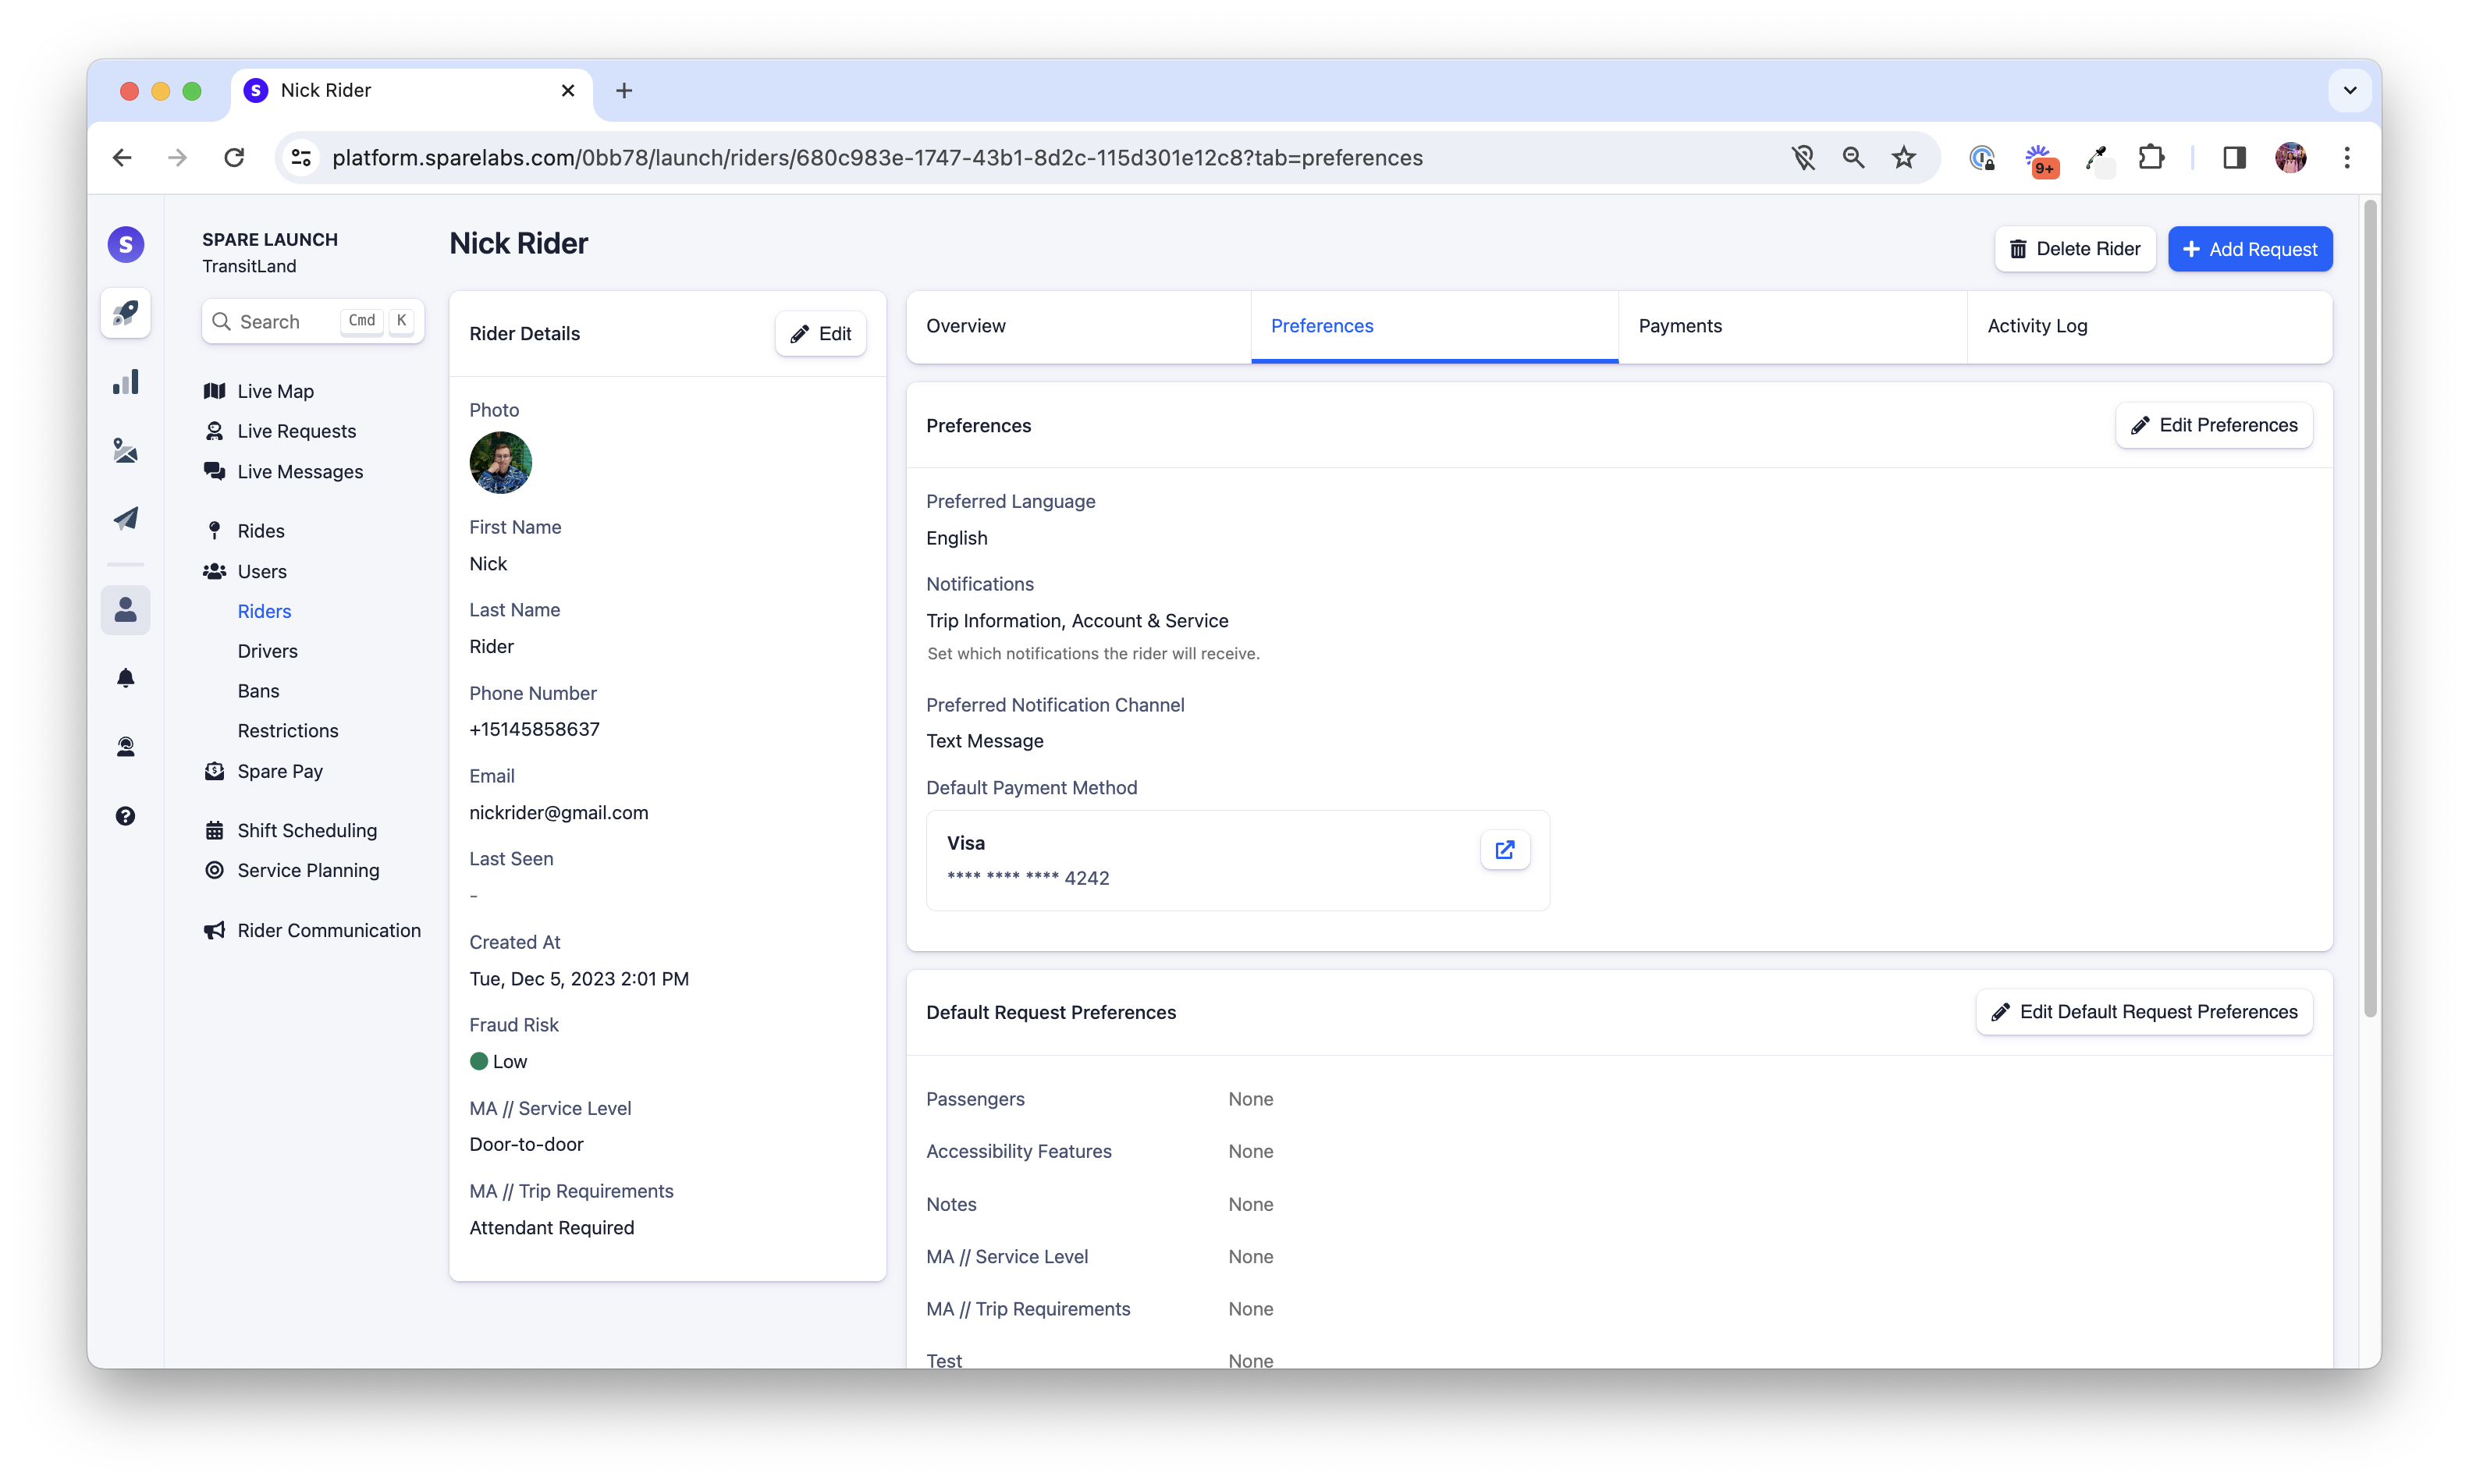 Nick Rider
platform.sparelabs.com/0bb78/launch/riders/680c983e-1747-43b1-8d2c-115d301e12c8?tab=preferences
9+
S
SPARE LAUNCH
TransitLand
Search Cmd K
Live Map
Live Requests
Live Messages
Rides
Users
Riders
Drivers
Bans
Restrictions
Spare Pay
Shift Scheduling
Service Planning
Rider Communication
Nick Rider
Delete Rider
Add Request
Rider Details
Edit
Photo
First Name
Nick
Last Name
Rider
Phone Number
+15145858637
Email
nickrider@gmail.com
Last Seen
-
Created At
Tue, Dec 5, 2023 2:01 PM
Fraud Risk
Low
MA // Service Level
Door-to-door
MA // Trip Requirements
Attendant Required
Overview
Preferences
Payments
Activity Log
Preferences
Edit Preferences
Preferred Language
English
Notifications
Trip Information, Account & Service
Set which notifications the rider will receive.
Preferred Notification Channel
Text Message
Default Payment Method
Visa
**** **** **** 4242
Default Request Preferences
Edit Default Request Preferences
Passengers None
Accessibility Features None
Notes None
MA // Service Level None
MA // Trip Requirements None
Test None